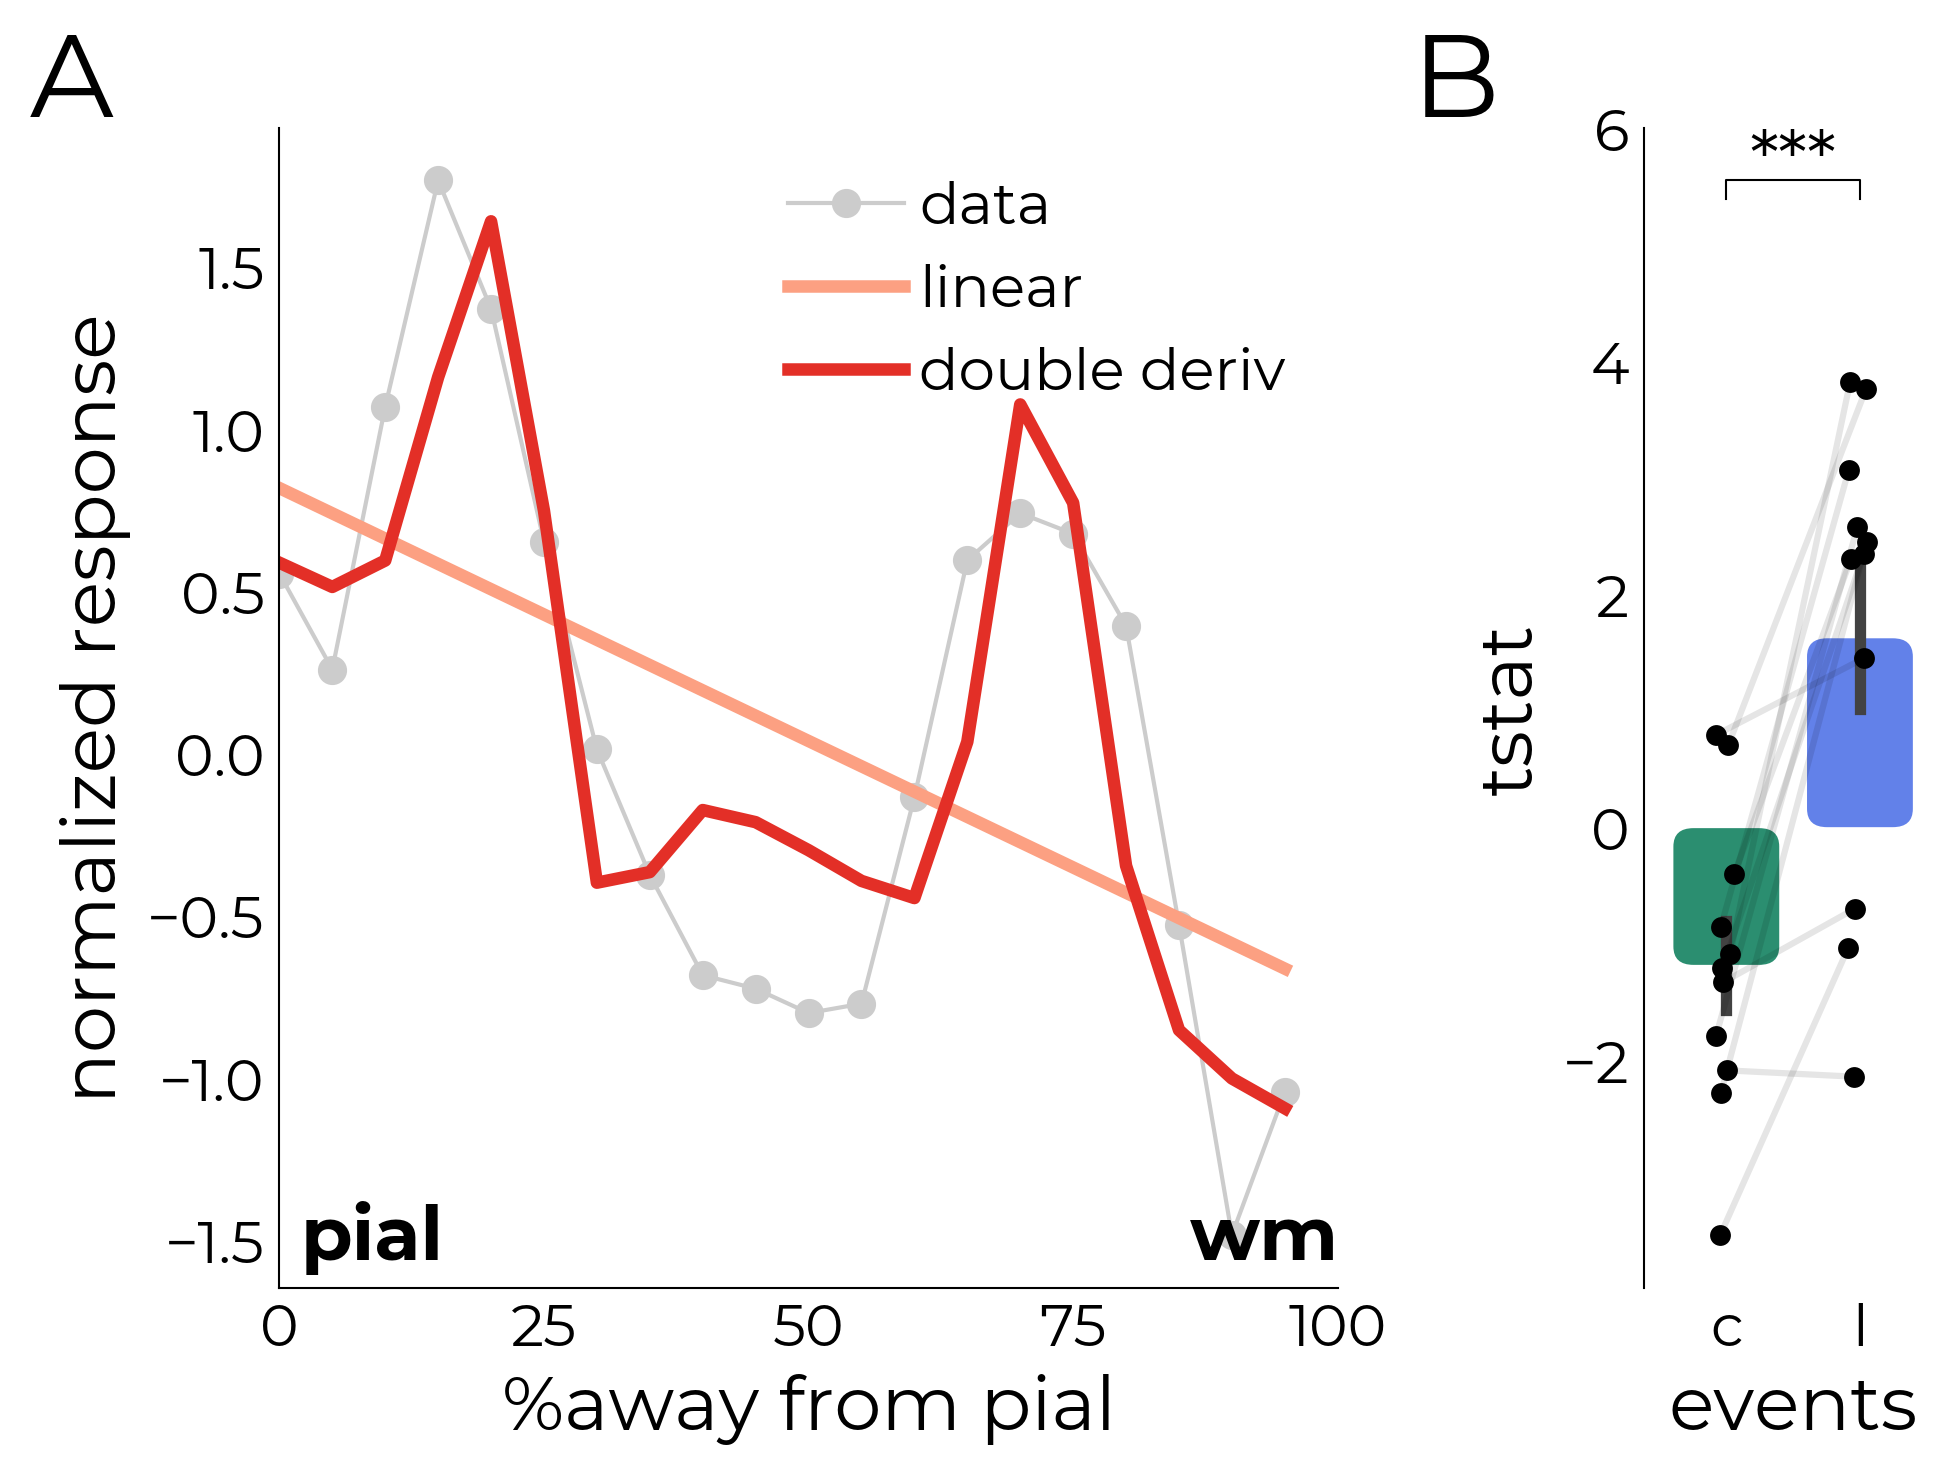 A
normalized response
1.5
1.0
0.5
0.0
−0.5
−1.0
−1.5
data
linear
double deriv
pial
wm
0 25 50 75 100
%away from pial
B
tstat
6
4
2
0
−2
***
c l
events